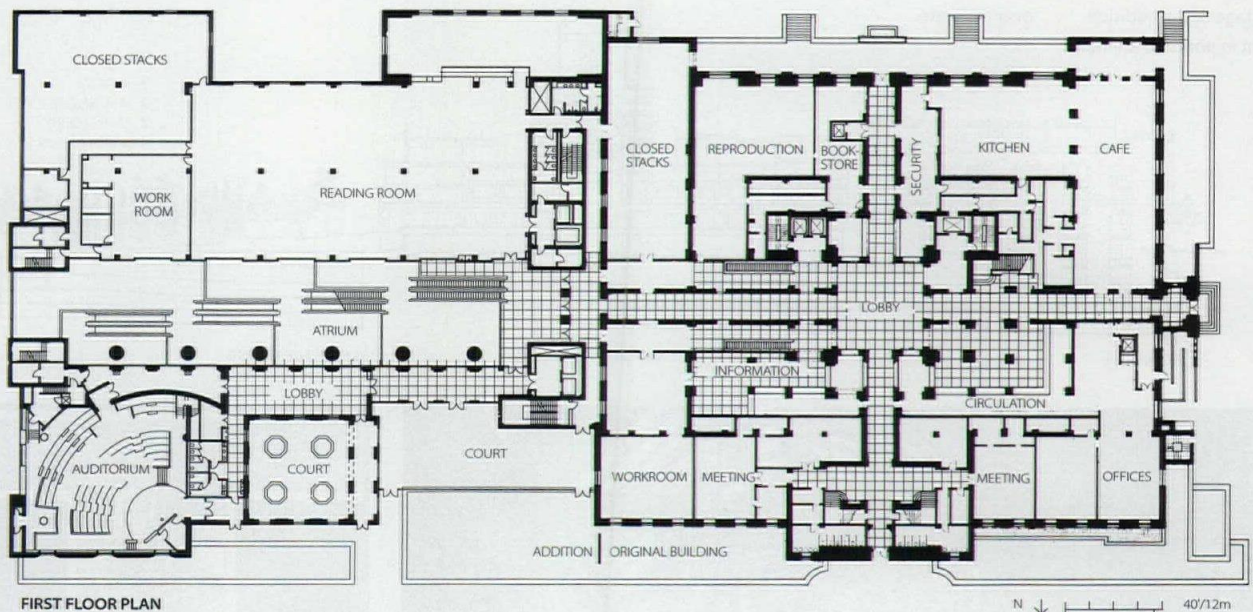 CLOSED STACKS
WORK
ROOM
READING ROOM
CLOSED
STACKS
REPRODUCTION
BOOK-
STORE
SECURITY
KITCHEN
CAFE
ATRIUM
LOBBY
LOBBY
INFORMATION
CIRCULATION
AUDITORIUM
COURT
COURT
WORKROOM
MEETING
MEETING
OFFICES
ADDITION
ORIGINAL BUILDING
FIRST FLOOR PLAN
N
40'/12m